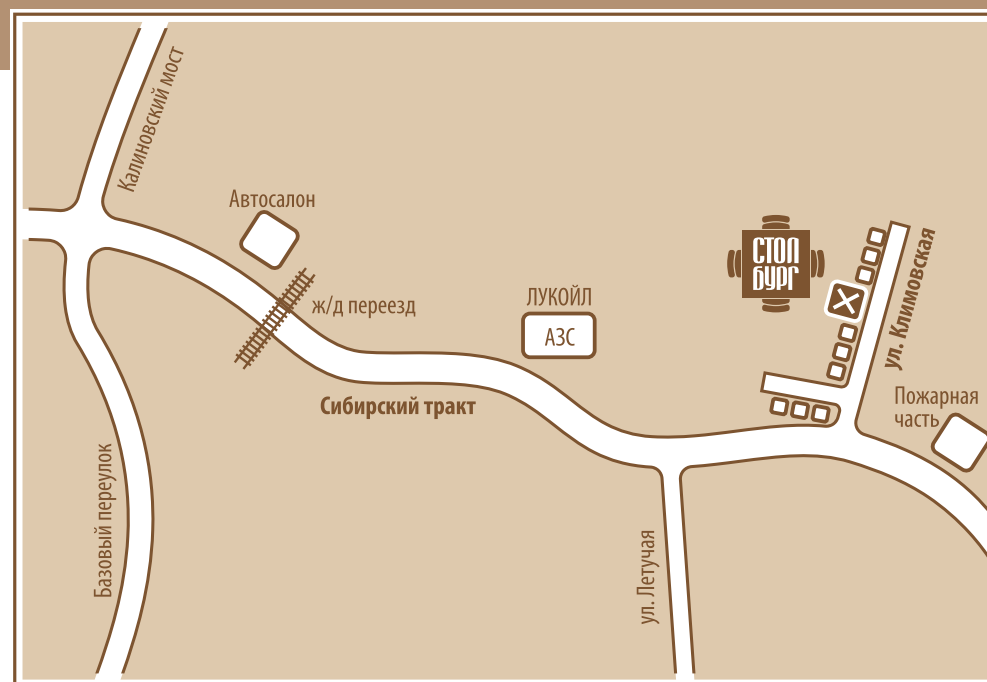 Калиновский мост
Автосалон
ж/д переезд
ЛУКОЙЛ
АЗС
СТОЛ
БУРГ
ул. Климовская
Сибирский тракт
Пожарная
часть
Базовый переулок
ул. Летучая